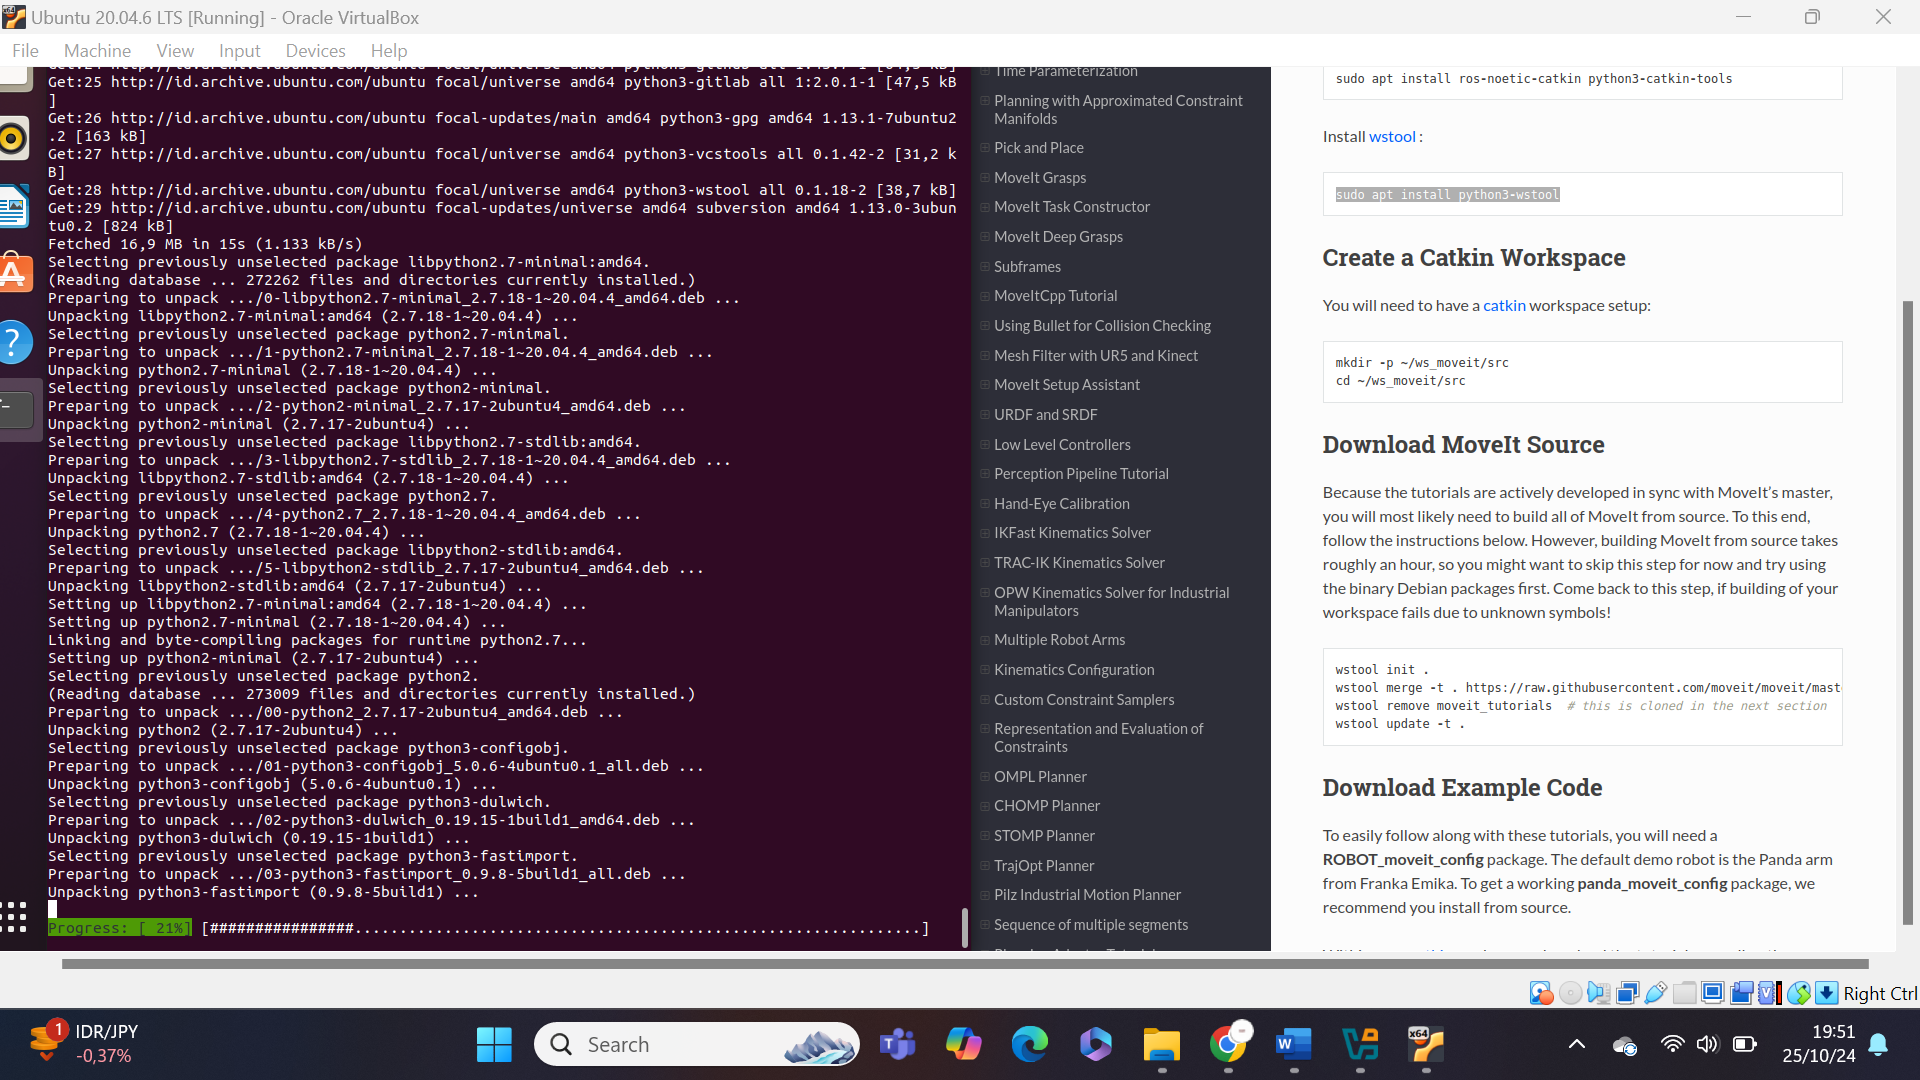 Ubuntu 20.04.6 LTS [Running] - Oracle VirtualBox
File Machine View Input Devices Help
Get:25 http://id.archive.ubuntu.com/ubuntu focal/universe amd64 python3-gitlab all 1:2.0.1-1 [47,5 kB
]
Get:26 http://id.archive.ubuntu.com/ubuntu focal-updates/main amd64 python3-gpg amd64 1.13.1-7ubuntu2
.2 [163 kB]
Get:27 http://id.archive.ubuntu.com/ubuntu focal/universe amd64 python3-vcstools all 0.1.42-2 [31,2 k
B]
Get:28 http://id.archive.ubuntu.com/ubuntu focal/universe amd64 python3-wstool all 0.1.18-2 [38,7 kB]
Get:29 http://id.archive.ubuntu.com/ubuntu focal-updates/universe amd64 subversion amd64 1.13.0-3ubun
tu0.2 [824 kB]
Fetched 16,9 MB in 15s (1.133 kB/s)
Selecting previously unselected package libpython2.7-minimal:amd64.
(Reading database ... 272262 files and directories currently installed.)
Preparing to unpack .../0-libpython2.7-minimal_2.7.18-1~20.04.4_amd64.deb ...
Unpacking libpython2.7-minimal:amd64 (2.7.18-1~20.04.4) ...
Selecting previously unselected package python2.7-minimal.
Preparing to unpack .../1-python2.7-minimal_2.7.18-1~20.04.4_amd64.deb ...
Unpacking python2.7-minimal (2.7.18-1~20.04.4) ...
Selecting previously unselected package python2-minimal.
Preparing to unpack .../2-python2-minimal_2.7.17-2ubuntu4_amd64.deb ...
Unpacking python2-minimal (2.7.17-2ubuntu4) ...
Selecting previously unselected package libpython2.7-stdlib:amd64.
Preparing to unpack .../3-libpython2.7-stdlib_2.7.18-1~20.04.4_amd64.deb ...
Unpacking libpython2.7-stdlib:amd64 (2.7.18-1~20.04.4) ...
Selecting previously unselected package python2.7.
Preparing to unpack .../4-python2.7_2.7.18-1~20.04.4_amd64.deb ...
Unpacking python2.7 (2.7.18-1~20.04.4) ...
Selecting previously unselected package libpython2-stdlib:amd64.
Preparing to unpack .../5-libpython2-stdlib_2.7.17-2ubuntu4_amd64.deb ...
Unpacking libpython2-stdlib:amd64 (2.7.17-2ubuntu4) ...
Setting up libpython2.7-minimal:amd64 (2.7.18-1~20.04.4) ...
Setting up python2.7-minimal (2.7.18-1~20.04.4) ...
Linking and byte-compiling packages for runtime python2.7...
Setting up python2-minimal (2.7.17-2ubuntu4) ...
Selecting previously unselected package python2.
(Reading database ... 273009 files and directories currently installed.)
Preparing to unpack .../00-python2_2.7.17-2ubuntu4_amd64.deb ...
Unpacking python2 (2.7.17-2ubuntu4) ...
Selecting previously unselected package python3-configobj.
Preparing to unpack .../01-python3-configobj_5.0.6-4ubuntu0.1_all.deb ...
Unpacking python3-configobj (5.0.6-4ubuntu0.1) ...
Selecting previously unselected package python3-dulwich.
Preparing to unpack .../02-python3-dulwich_0.19.15-1build1_amd64.deb ...
Unpacking python3-dulwich (0.19.15-1build1) ...
Selecting previously unselected package python3-fastimport.
Preparing to unpack .../03-python3-fastimport_0.9.8-5build1_all.deb ...
Unpacking python3-fastimport (0.9.8-5build1) ...
Progress: [ 21%] [################...............................................................]
Time Parameterization
Planning with Approximated Constraint
Manifolds
Pick and Place
MoveIt Grasps
MoveIt Task Constructor
MoveIt Deep Grasps
Subframes
MoveItCpp Tutorial
Using Bullet for Collision Checking
Mesh Filter with UR5 and Kinect
MoveIt Setup Assistant
URDF and SRDF
Low Level Controllers
Perception Pipeline Tutorial
Hand-Eye Calibration
IKFast Kinematics Solver
TRAC-IK Kinematics Solver
OPW Kinematics Solver for Industrial
Manipulators
Multiple Robot Arms
Kinematics Configuration
Custom Constraint Samplers
Representation and Evaluation of
Constraints
OMPL Planner
CHOMP Planner
STOMP Planner
TrajOpt Planner
Pilz Industrial Motion Planner
Sequence of multiple segments
sudo apt install ros-noetic-catkin python3-catkin-tools
Install wstool :
sudo apt install python3-wstool
Create a Catkin Workspace
You will need to have a catkin workspace setup:
mkdir -p ~/ws_moveit/src
cd ~/ws_moveit/src
Download MoveIt Source
Because the tutorials are actively developed in sync with MoveIt’s master,
you will most likely need to build all of MoveIt from source. To this end,
follow the instructions below. However, building MoveIt from source takes
roughly an hour, so you might want to skip this step for now and try using
the binary Debian packages first. Come back to this step, if building of your
workspace fails due to unknown symbols!
wstool init .
wstool merge -t . https://raw.githubusercontent.com/moveit/moveit/mast
wstool remove moveit_tutorials # this is cloned in the next section
wstool update -t .
Download Example Code
To easily follow along with these tutorials, you will need a
ROBOT_moveit_config package. The default demo robot is the Panda arm
from Franka Emika. To get a working panda_moveit_config package, we
recommend you install from source.
Right Ctrl
1
IDR/JPY
-0,37%
Search
x64
19:51
25/10/24